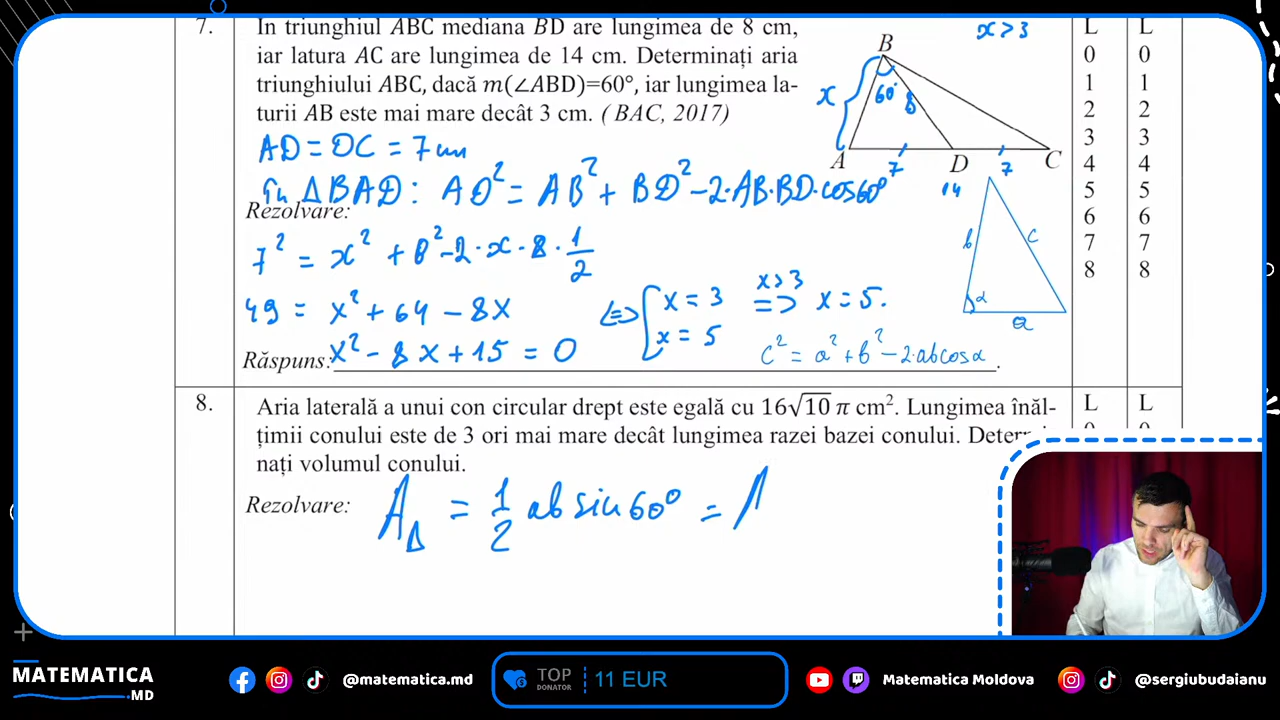 7.
În triunghiul ABC mediana BD are lungimea de 8 cm,
iar latura AC are lungimea de 14 cm. Determinați aria
triunghiului ABC, dacă m(∠ABD)=60°, iar lungimea la-
turii AB este mai mare decât 3 cm. ( BAC, 2017)
x > 3
B
x
60°
8
A
D
C
7
7
14
b
c
α
a
AD = DC = 7 cm
în ΔBAD: AD² = AB² + BD² - 2·AB·BD·cos60°
Rezolvare:
7² = x² + 8² - 2·x·8·1/2
49 = x² + 64 - 8x
x² - 8x + 15 = 0
⇔ { x = 3
x = 5
x>3
=> x = 5.
c² = a² + b² - 2·ab cosα
Răspuns: .
L
0
1
2
3
4
5
6
7
8
L
0
1
2
3
4
5
6
7
8
8.
Aria laterală a unui con circular drept este egală cu 16√10 π cm². Lungimea înăl-
țimii conului este de 3 ori mai mare decât lungimea razei bazei conului.
nați volumul conului.
L
L
Rezolvare:
A_Δ = 1/2 ab sin60° =
MATEMATICA
.MD
@matematica.md
TOP
DONATOR
11 EUR
Matematica Moldova
@sergiubudaianu